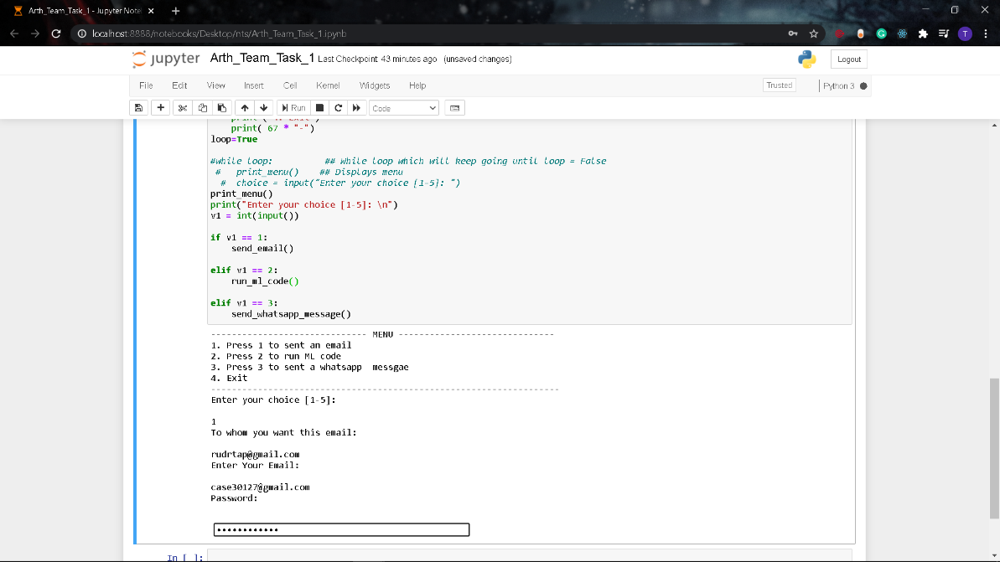 Arth_Team_Task_1 - Jupyter Note
localhost:8888/notebooks/Desktop/nts/Arth_Team_Task_1.ipynb
T
jupyter Arth_Team_Task_1 Last Checkpoint: 43 minutes ago (unsaved changes)
Logout
File Edit View Insert Cell Kernel Widgets Help
Trusted
Python 3
Run
Code
print( 67 * "-")
loop=True
#while loop: ## While loop which will keep going until loop = False
# print_menu() ## Displays menu
# choice = input("Enter your choice [1-5]: ")
print_menu()
print("Enter your choice [1-5]: \n")
v1 = int(input())
if v1 == 1:
send_email()
elif v1 == 2:
run_ml_code()
elif v1 == 3:
send_whatsapp_message()
------------------------------ MENU ------------------------------
1. Press 1 to sent an email
2. Press 2 to run ML code
3. Press 3 to sent a whatsapp messgae
4. Exit
-------------------------------------------------------------------
Enter your choice [1-5]:
1
To whom you want this email:
rudrtap@gmail.com
Enter Your Email:
case30127@gmail.com
Password:
••••••••••••
In [ ]: